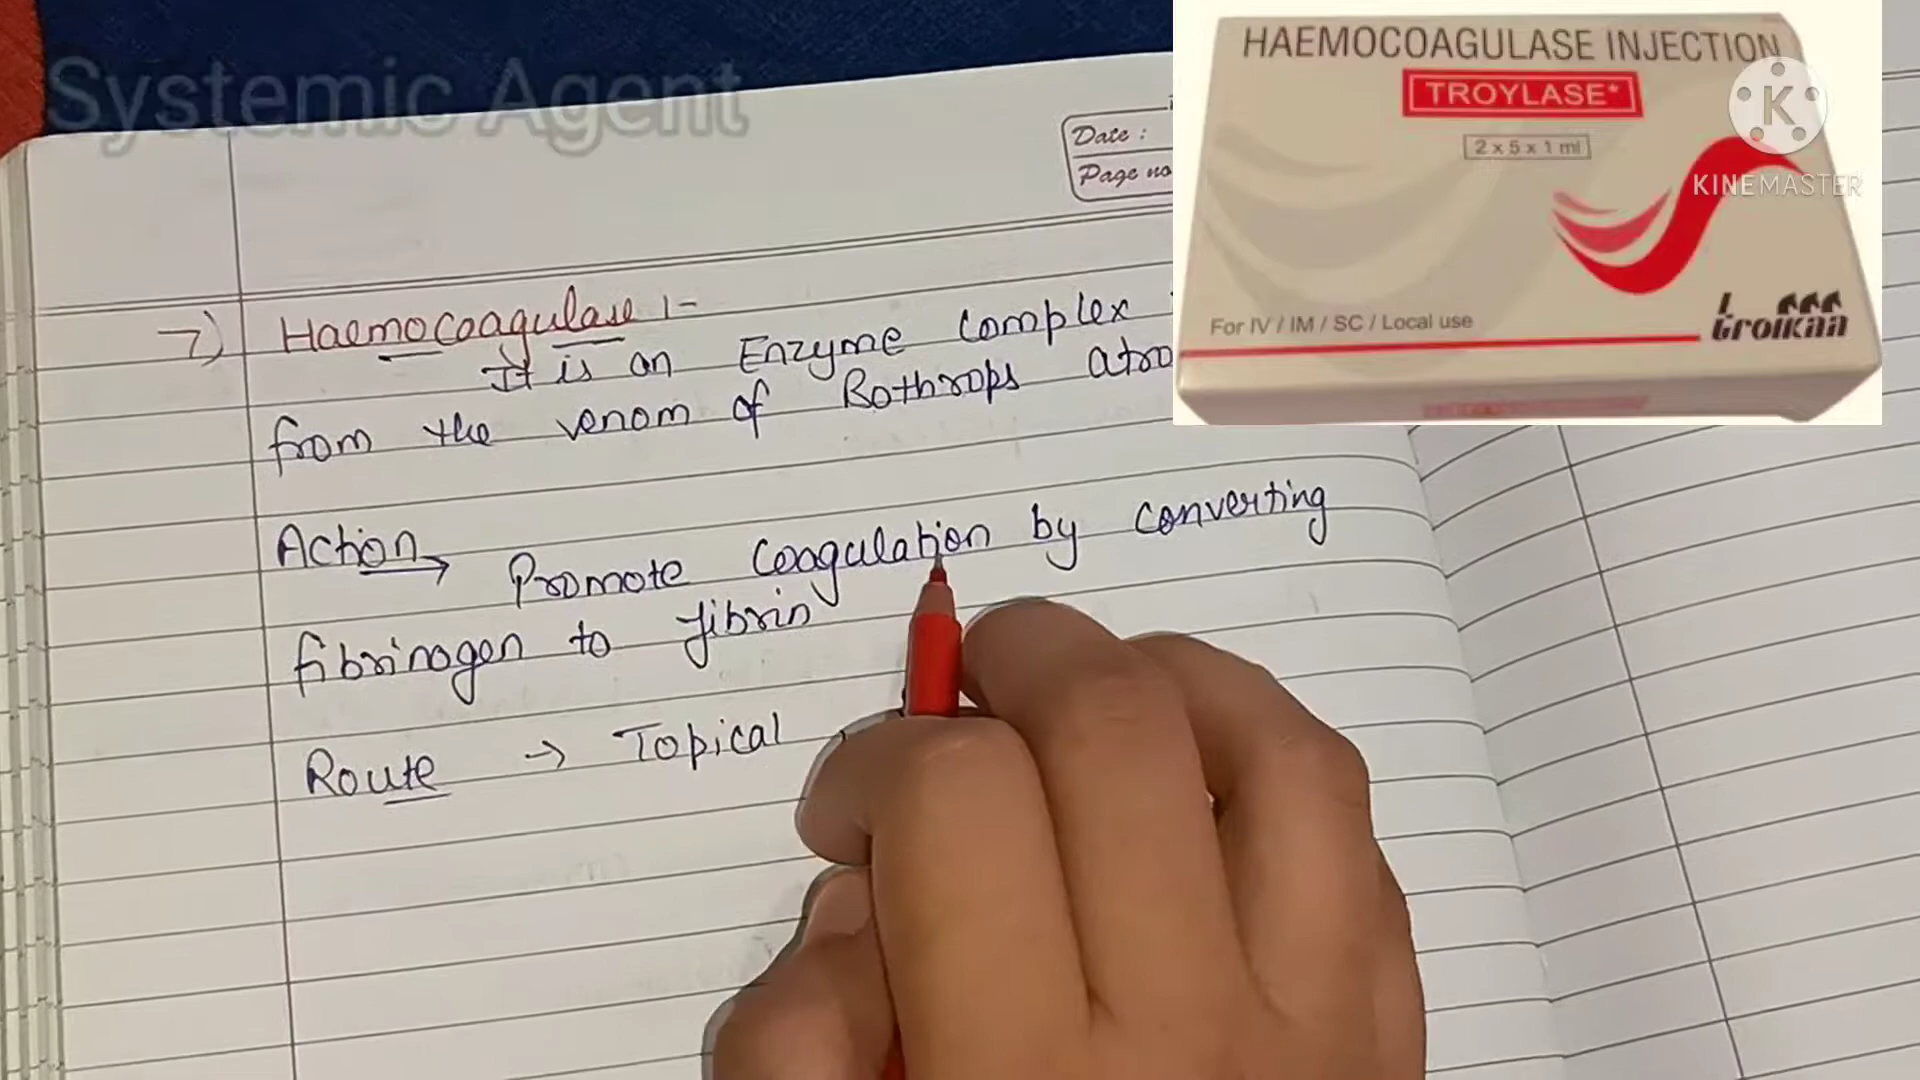 Systemic Agent
Date :
Page no
HAEMOCOAGULASE INJECTION
TROYLASE*
2 x 5 x 1 ml
K
KINEMASTER
For IV / IM / SC / Local use
troikaa
7) Haemocoagulase :-
It is an Enzyme Complex
from the venom of Bothrops atro
Action → Promote Coagulation by converting
fibrinogen to fibrin
Route → Topical